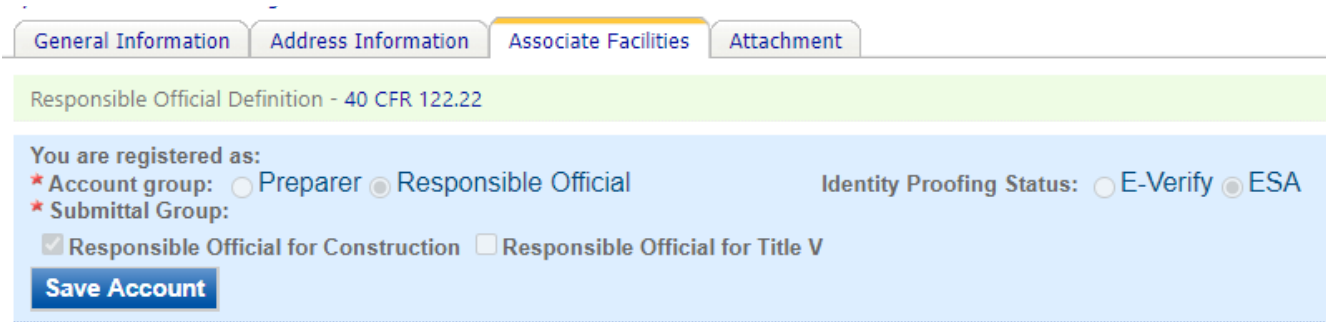 General Information Address Information Associate Facilities Attachment
Responsible Official Definition - 40 CFR 122.22
You are registered as:
* Account group: Preparer Responsible Official Identity Proofing Status: E-Verify ESA
* Submittal Group:
Responsible Official for Construction Responsible Official for Title V
Save Account